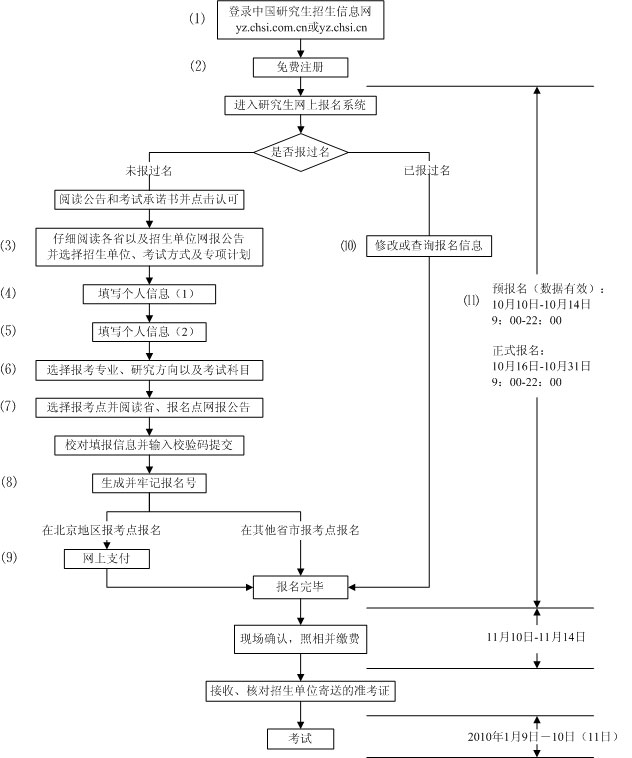 (1)
登录中国研究生招生信息网
yz.chsi.com.cn或yz.chsi.cn
(2)
免费注册
进入研究生网上报名系统
是否报过名
未报过名
已报过名
阅读公告和考试承诺书并点击认可
(3)
仔细阅读各省以及招生单位网报公告
并选择招生单位、考试方式及专项计划
(10)
修改或查询报名信息
(4)
填写个人信息（1）
(11)
预报名（数据有效）：
10月10日-10月14日
9：00-22：00
正式报名：
10月16日-10月31日
9：00-22：00
(5)
填写个人信息（2）
(6)
选择报考专业、研究方向以及考试科目
(7)
选择报考点并阅读省、报名点网报公告
校对填报信息并输入校验码提交
(8)
生成并牢记报名号
在北京地区报考点报名
在其他省市报考点报名
(9)
网上支付
报名完毕
现场确认，照相并缴费
11月10日-11月14日
接收、核对招生单位寄送的准考证
考试
2010年1月9日－10日（11日）